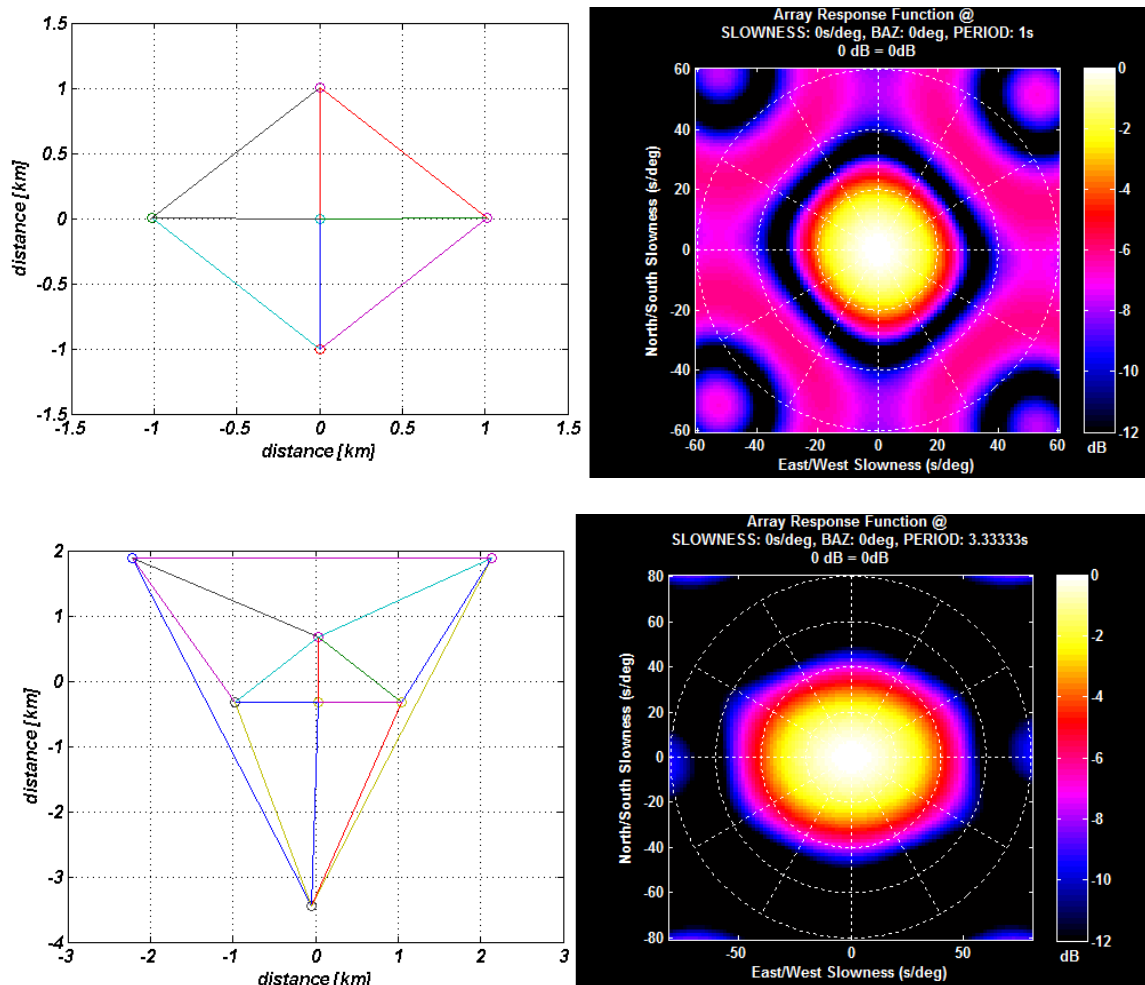 1.5
1
0.5
0
-0.5
-1
-1.5
distance [km]
-1.5 -1 -0.5 0 0.5 1 1.5
distance [km]
Array Response Function @
SLOWNESS: 0s/deg, BAZ: 0deg, PERIOD: 1s
0 dB = 0dB
60
40
20
0
-20
-40
-60
North/South Slowness (s/deg)
-60 -40 -20 0 20 40 60
East/West Slowness (s/deg)
0
-2
-4
-6
-8
-10
-12
dB
2
1
0
-1
-2
-3
-4
distance [km]
-3 -2 -1 0 1 2 3
distance [km]
Array Response Function @
SLOWNESS: 0s/deg, BAZ: 0deg, PERIOD: 3.33333s
0 dB = 0dB
80
60
40
20
0
-20
-40
-60
-80
North/South Slowness (s/deg)
-50 0 50
East/West Slowness (s/deg)
0
-2
-4
-6
-8
-10
-12
dB